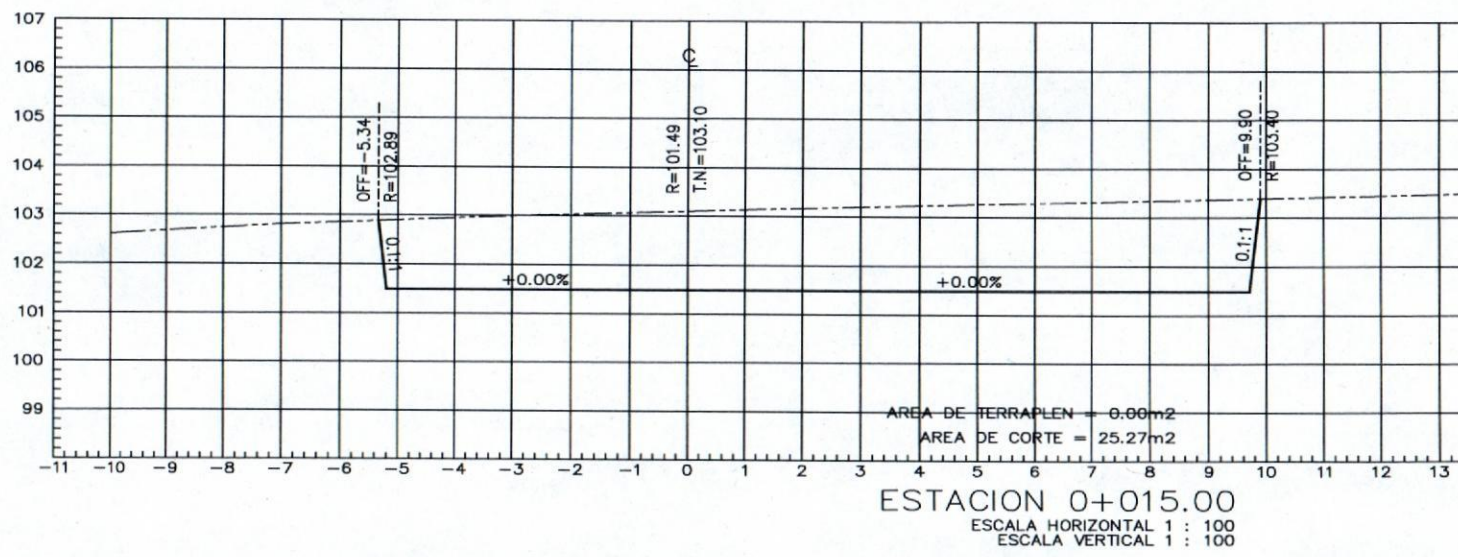 107
106
105
104
103
102
101
100
99
OFF=-5.34
R=102.89
R=101.49
T.N.=103.10
OFF=9.90
R=103.40
0.1:1
0.1:1
+0.00%
+0.00%
AREA DE TERRAPLEN = 0.00m2
AREA DE CORTE = 25.27m2
-11 -10 -9 -8 -7 -6 -5 -4 -3 -2 -1 0 1 2 3 4 5 6 7 8 9 10 11 12 13
ESTACION 0+015.00
ESCALA HORIZONTAL 1 : 100
ESCALA VERTICAL 1 : 100